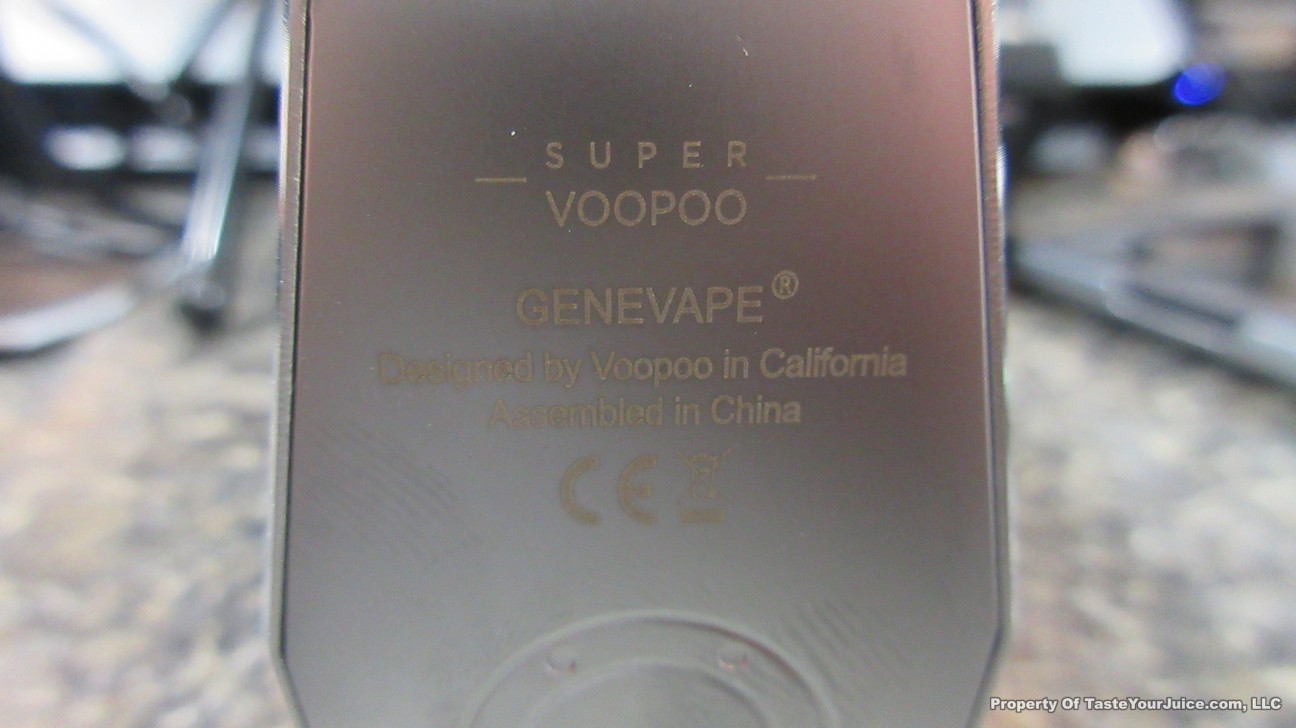 SUPER
VOOPOO
GENEVAPE®
Designed by Voopoo in California
Assembled in China
CE
Property Of TasteYourJuice.com, LLC